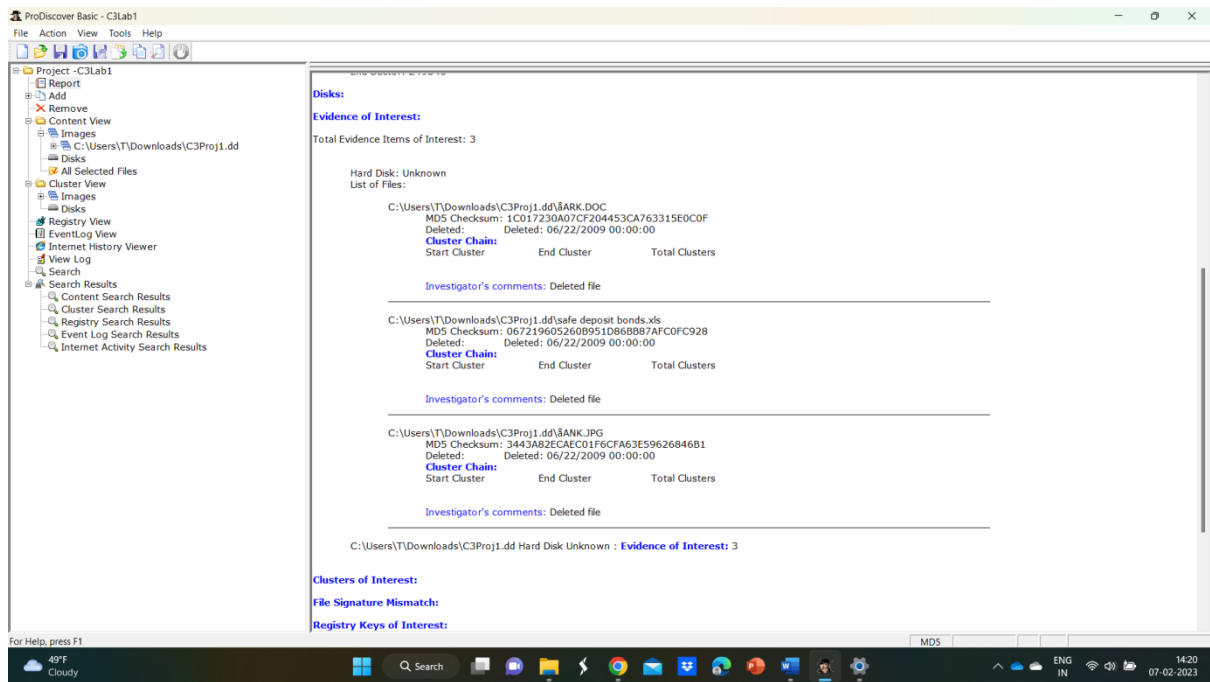 ProDiscover Basic - C3Lab1
File Action View Tools Help
Project -C3Lab1
Report
Add
Remove
Content View
Images
C:\Users\T\Downloads\C3Proj1.dd
Disks
All Selected Files
Cluster View
Images
Disks
Registry View
EventLog View
Internet History Viewer
View Log
Search
Search Results
Content Search Results
Cluster Search Results
Registry Search Results
Event Log Search Results
Internet Activity Search Results
Disks:
Evidence of Interest:
Total Evidence Items of Interest: 3
Hard Disk: Unknown
List of Files:
C:\Users\T\Downloads\C3Proj1.dd\åARK.DOC
MD5 Checksum: 1C017230A07CF204453CA763315E0C0F
Deleted: Deleted: 06/22/2009 00:00:00
Cluster Chain:
Start Cluster End Cluster Total Clusters
Investigator's comments: Deleted file
C:\Users\T\Downloads\C3Proj1.dd\safe deposit bonds.xls
MD5 Checksum: 067219605260B951D86BB87AFC0FC928
Deleted: Deleted: 06/22/2009 00:00:00
Cluster Chain:
Start Cluster End Cluster Total Clusters
Investigator's comments: Deleted file
C:\Users\T\Downloads\C3Proj1.dd\åANK.JPG
MD5 Checksum: 3443A82ECAEC01F6CFA63E59626846B1
Deleted: Deleted: 06/22/2009 00:00:00
Cluster Chain:
Start Cluster End Cluster Total Clusters
Investigator's comments: Deleted file
C:\Users\T\Downloads\C3Proj1.dd Hard Disk Unknown : Evidence of Interest: 3
Clusters of Interest:
File Signature Mismatch:
Registry Keys of Interest:
For Help, press F1
MD5
49°F
Cloudy
Search
ENG
IN
14:20
07-02-2023